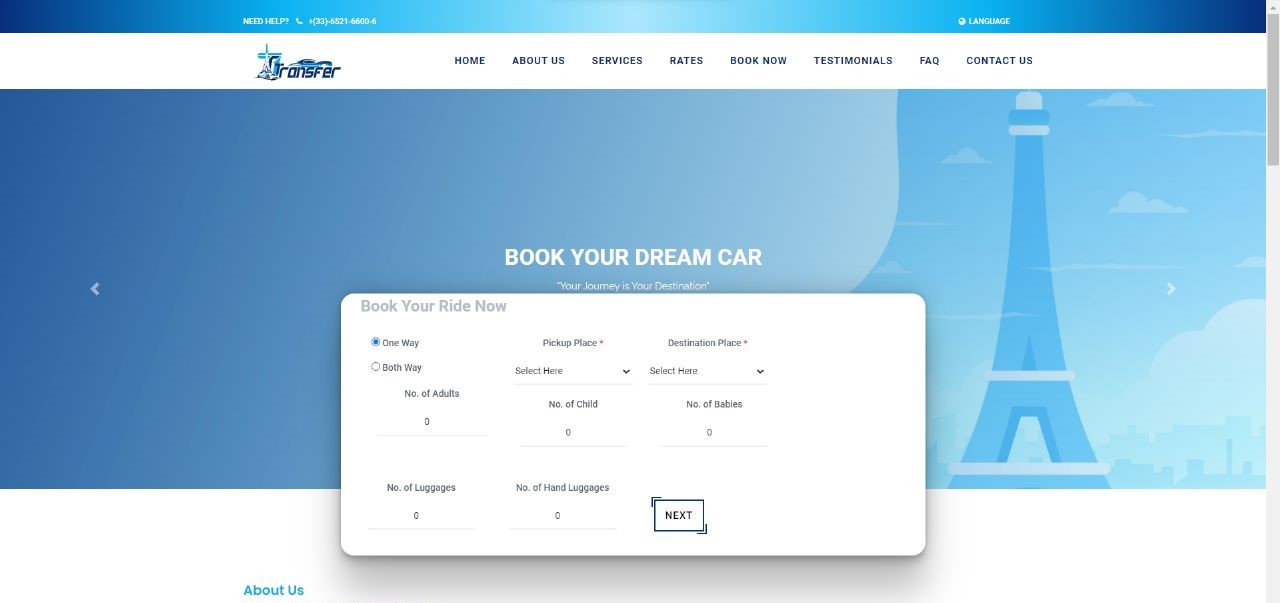 NEED HELP? +(33)-6521-6600-6
LANGUAGE
Transfer
HOME ABOUT US SERVICES RATES BOOK NOW TESTIMONIALS FAQ CONTACT US
BOOK YOUR DREAM CAR
"Your Journey is Your Destination"
Book Your Ride Now
One Way
Both Way
Pickup Place *
Destination Place *
Select Here
Select Here
No. of Adults
0
No. of Child
0
No. of Babies
0
No. of Luggages
0
No. of Hand Luggages
0
NEXT
About Us